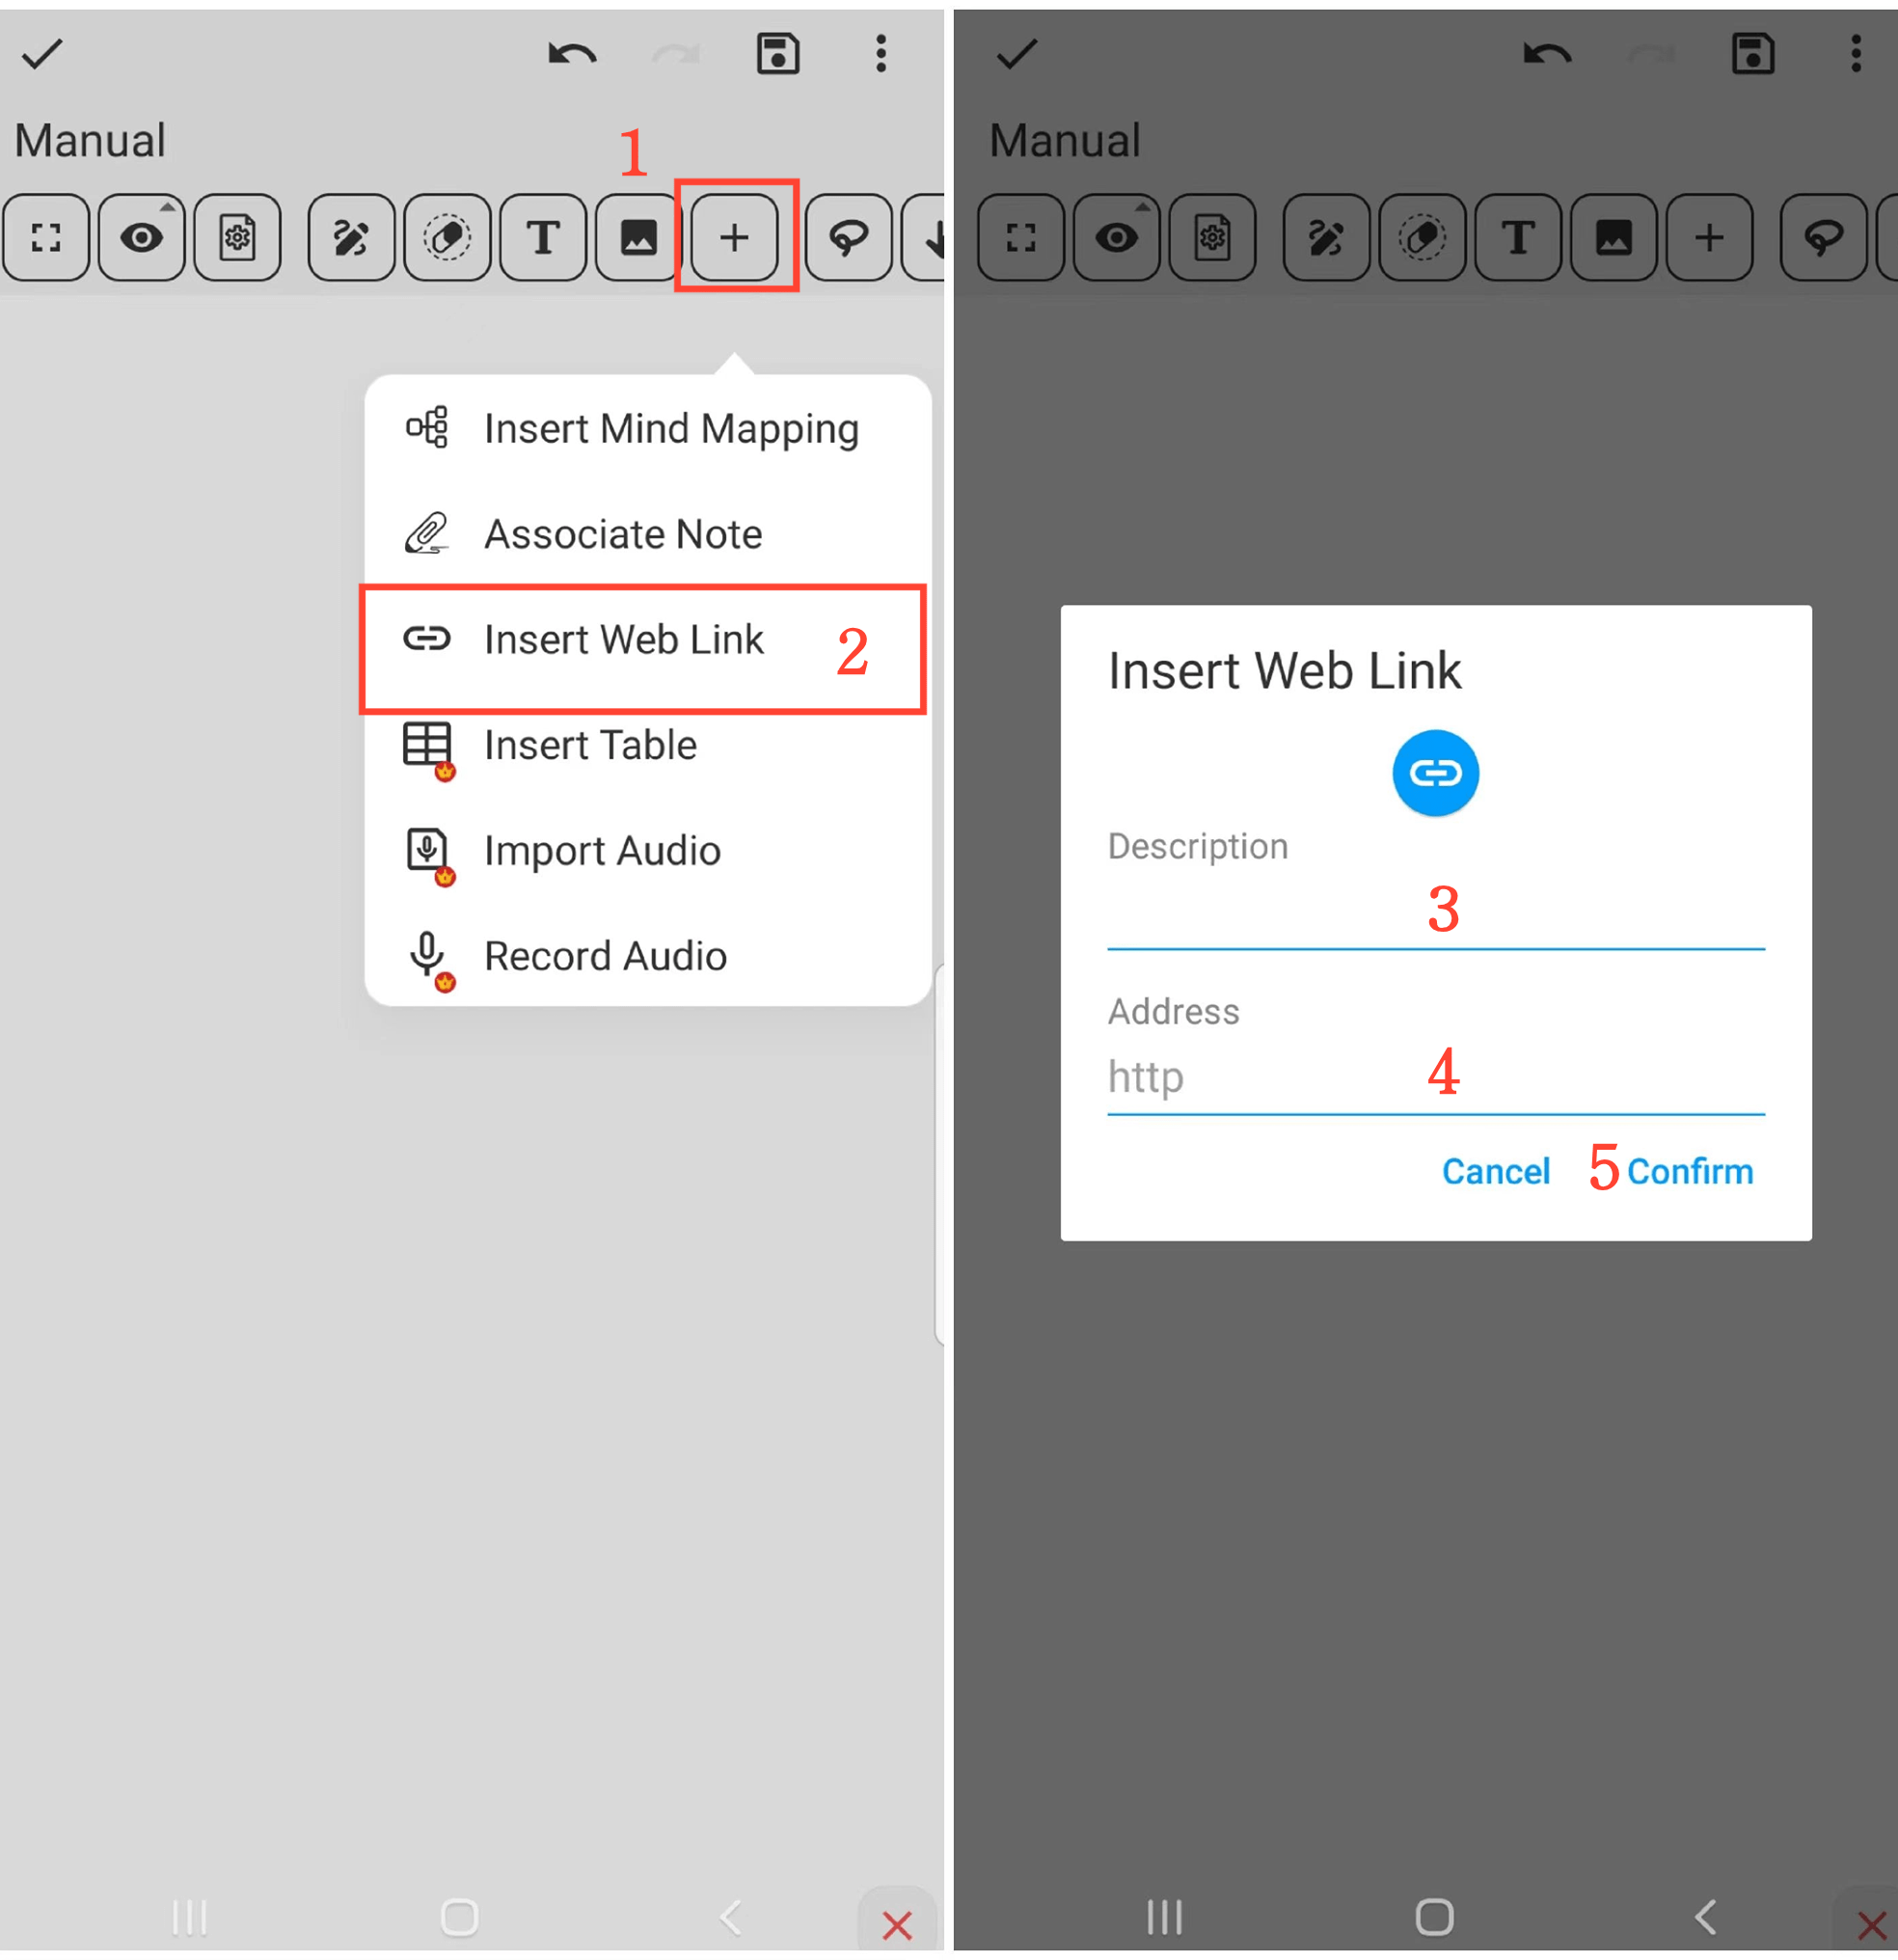 Manual
1
T
Insert Mind Mapping
Associate Note
Insert Web Link 2
Insert Table
Import Audio
Record Audio
Manual
T
Insert Web Link
Description
3
Address
http 4
Cancel 5 Confirm